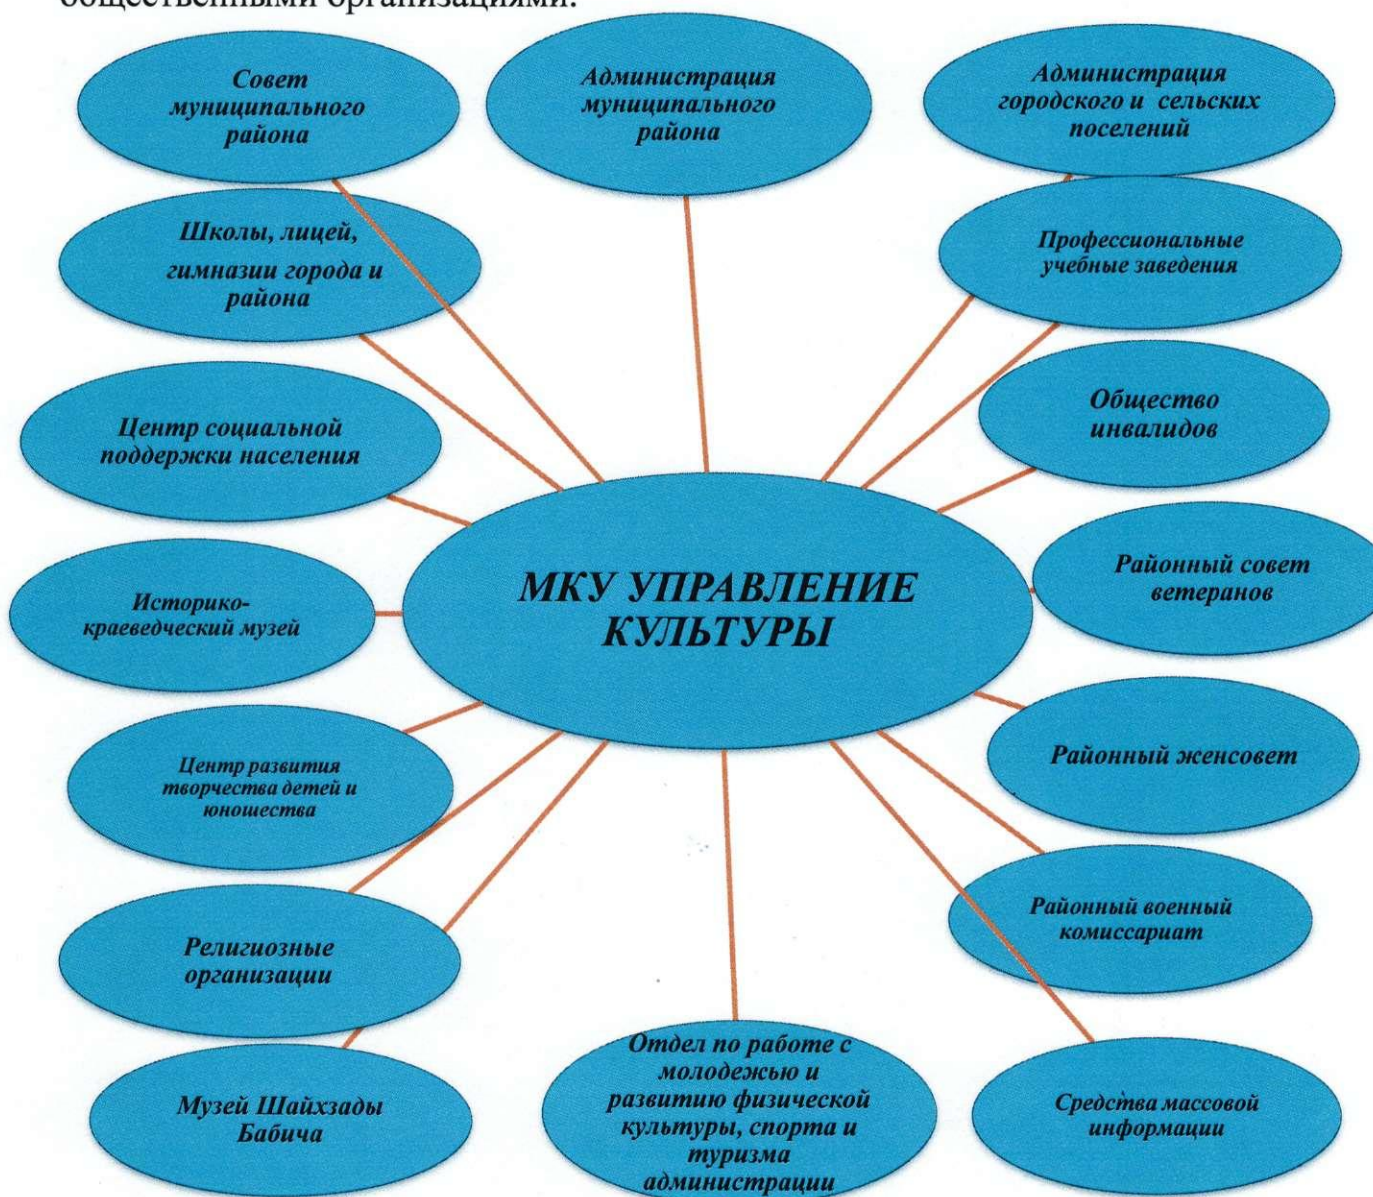 общественными организациями.
Совет
муниципального
района
Администрация
муниципального
района
Администрация
городского и сельских
поселений
Школы, лицей,
гимназии города и
района
Профессиональные
учебные заведения
Центр социальной
поддержки населения
Общество
инвалидов
МКУ УПРАВЛЕНИЕ
КУЛЬТУРЫ
Историко-
краеведческий музей
Районный совет
ветеранов
Центр развития
творчества детей и
юношества
Районный женсовет
Религиозные
организации
Районный военный
комиссариат
Музей Шайхзады
Бабича
Отдел по работе с
молодежью и
развитию физической
культуры, спорта и
туризма
администрации
Средства массовой
информации